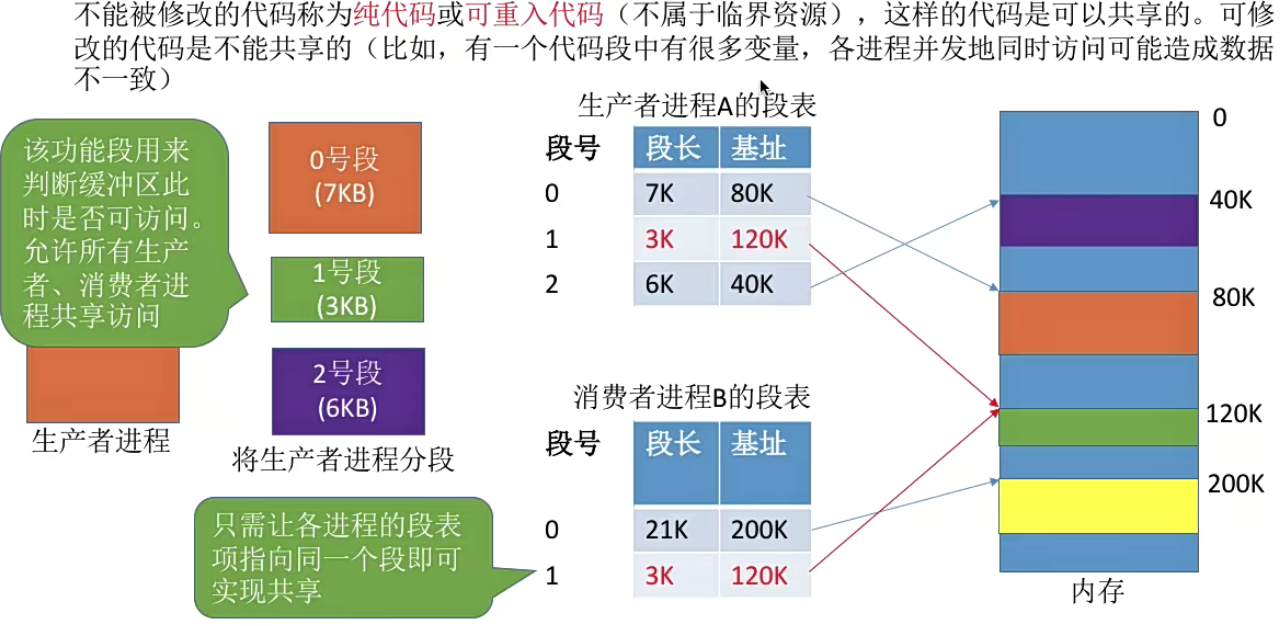 不能被修改的代码称为纯代码或可重入代码（不属于临界资源），这样的代码是可以共享的。可修
改的代码是不能共享的（比如，有一个代码段中有很多变量，各进程并发地同时访问可能造成数据
不一致）
该功能段用来
判断缓冲区此
时是否可访问。
允许所有生产
者、消费者进
程共享访问
生产者进程
0号段
(7KB)
1号段
(3KB)
2号段
(6KB)
将生产者进程分段
生产者进程A的段表
段号 段长 基址
0 7K 80K
1 3K 120K
2 6K 40K
消费者进程B的段表
段号 段长 基址
0 21K 200K
1 3K 120K
只需让各进程的段表
项指向同一个段即可
实现共享
0
40K
80K
120K
200K
内存